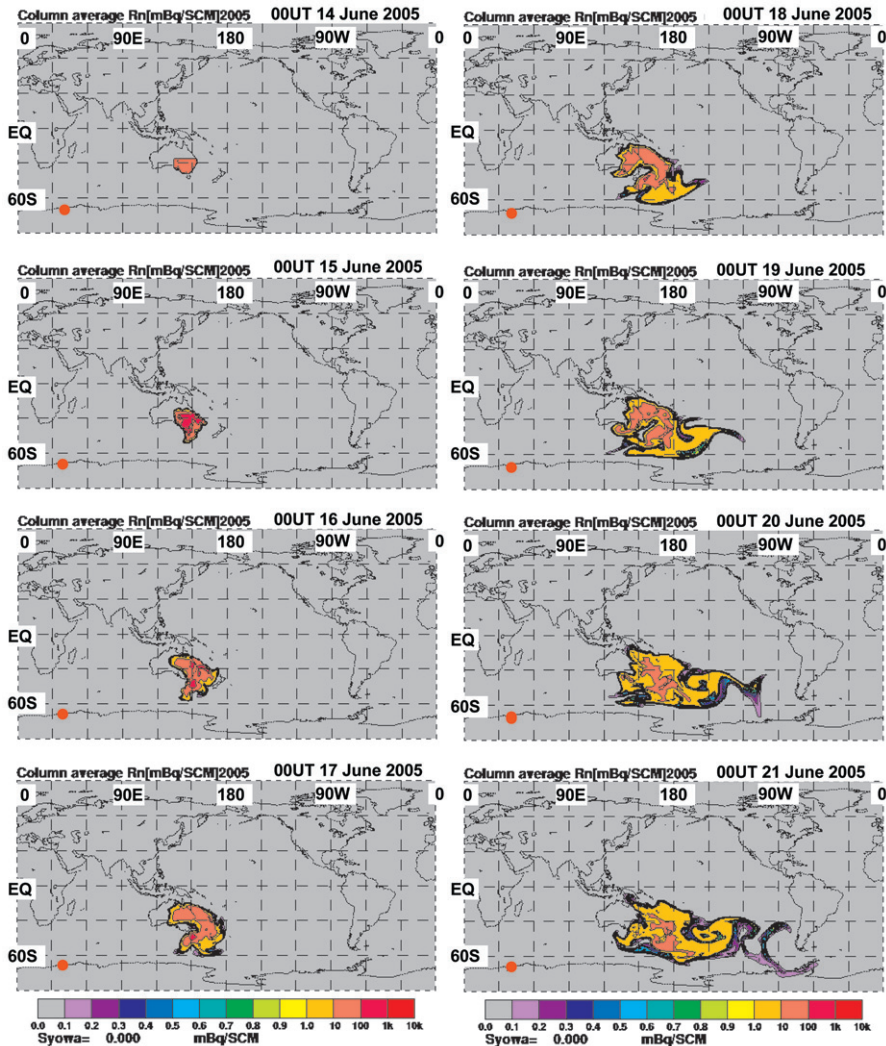 Column average Rn[mBq/SCM]2005 00UT 14 June 2005
0 90E 180 90W 0
EQ
60S
Column average Rn[mBq/SCM]2005 00UT 15 June 2005
0 90E 180 90W 0
EQ
60S
Column average Rn[mBq/SCM]2005 00UT 16 June 2005
0 90E 180 90W 0
EQ
60S
Column average Rn[mBq/SCM]2005 00UT 17 June 2005
0 90E 180 90W 0
EQ
60S
0.0 0.1 0.2 0.3 0.4 0.5 0.6 0.7 0.8 0.9 1.0 10 100 1k 10k
Syowa= 0.000 mBq/SCM
Column average Rn[mBq/SCM]2005 00UT 18 June 2005
0 90E 180 90W 0
EQ
60S
Column average Rn[mBq/SCM]2005 00UT 19 June 2005
0 90E 180 90W 0
EQ
60S
Column average Rn[mBq/SCM]2005 00UT 20 June 2005
0 90E 180 90W 0
EQ
60S
Column average Rn[mBq/SCM]2005 00UT 21 June 2005
0 90E 180 90W 0
EQ
60S
0.0 0.1 0.2 0.3 0.4 0.5 0.6 0.7 0.8 0.9 1.0 10 100 1k 10k
Syowa= 0.000 mBq/SCM